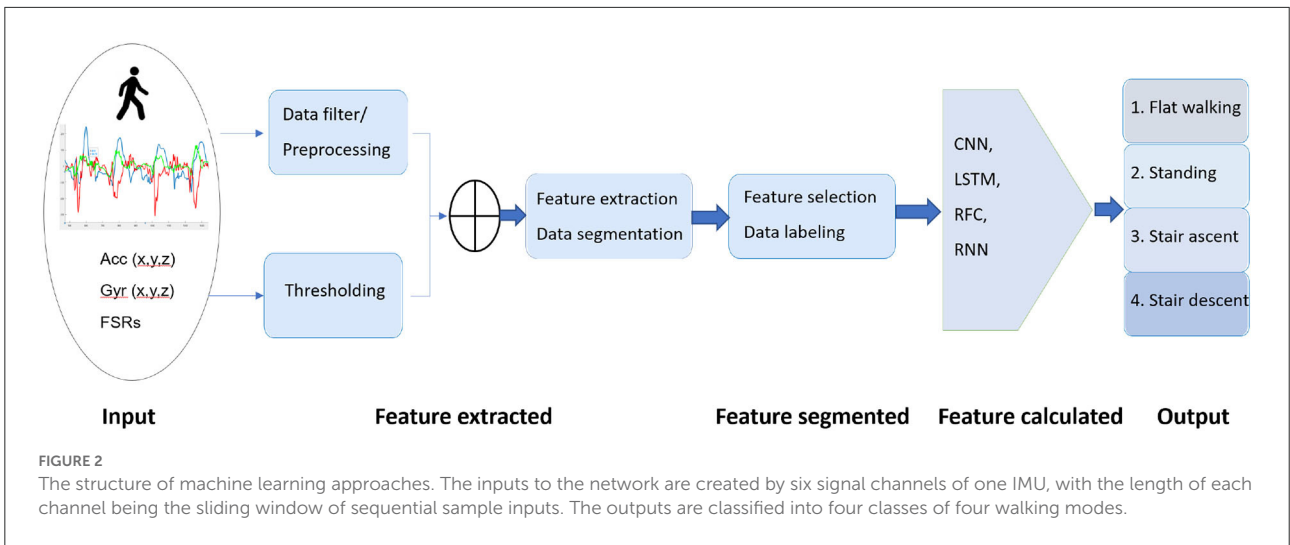 Acc (x,y,z)
Gyr (x,y,z)
FSRs
Data filter/
Preprocessing
Thresholding
Feature extraction
Data segmentation
Feature selection
Data labeling
CNN,
LSTM,
RFC,
RNN
1. Flat walking
2. Standing
3. Stair ascent
4. Stair descent
Input
Feature extracted
Feature segmented
Feature calculated
Output
FIGURE 2
The structure of machine learning approaches. The inputs to the network are created by six signal channels of one IMU, with the length of each
channel being the sliding window of sequential sample inputs. The outputs are classified into four classes of four walking modes.